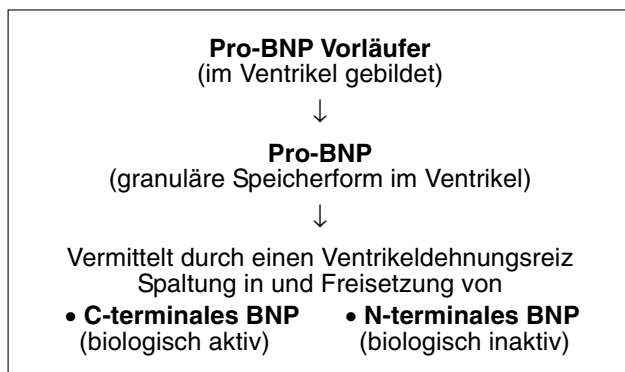 Pro-BNP Vorläufer
(im Ventrikel gebildet)
↓
Pro-BNP
(granuläre Speicherform im Ventrikel)
↓
Vermittelt durch einen Ventrikeldehnungsreiz
Spaltung in und Freisetzung von
• C-terminales BNP • N-terminales BNP
(biologisch aktiv) (biologisch inaktiv)